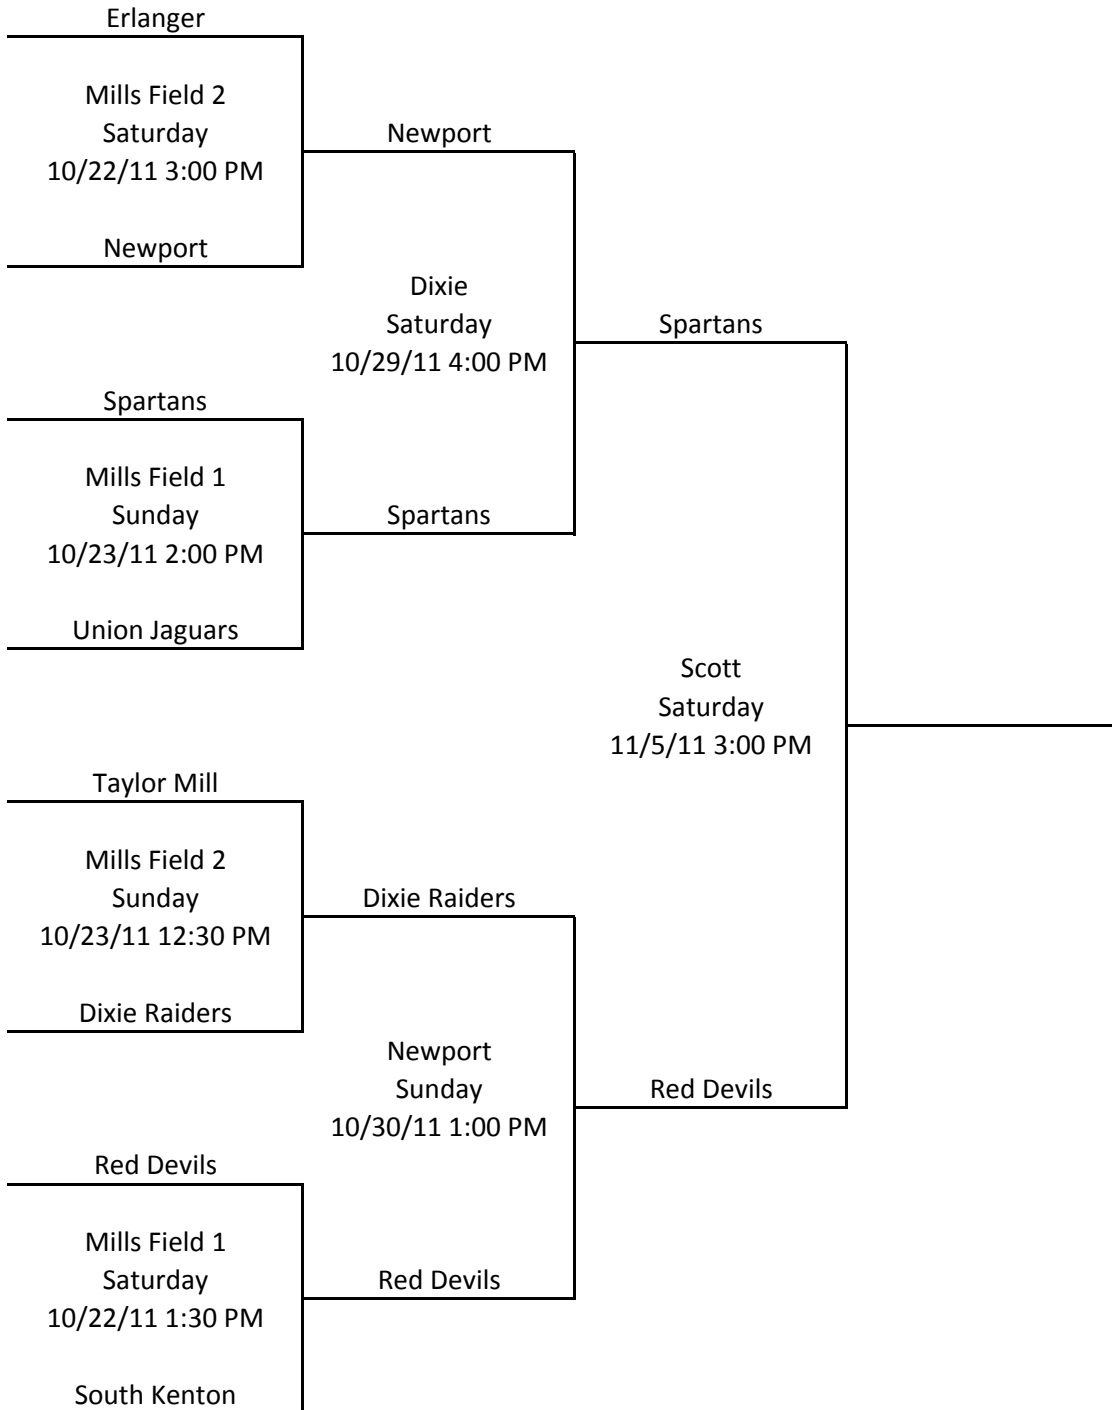 Erlanger
Mills Field 2
Saturday
10/22/11 3:00 PM
Newport
Newport
Dixie
Saturday
10/29/11 4:00 PM
Spartans
Spartans
Mills Field 1
Sunday
10/23/11 2:00 PM
Spartans
Union Jaguars
Scott
Saturday
11/5/11 3:00 PM
Taylor Mill
Mills Field 2
Sunday
10/23/11 12:30 PM
Dixie Raiders
Dixie Raiders
Newport
Sunday
10/30/11 1:00 PM
Red Devils
Red Devils
Mills Field 1
Saturday
10/22/11 1:30 PM
Red Devils
South Kenton